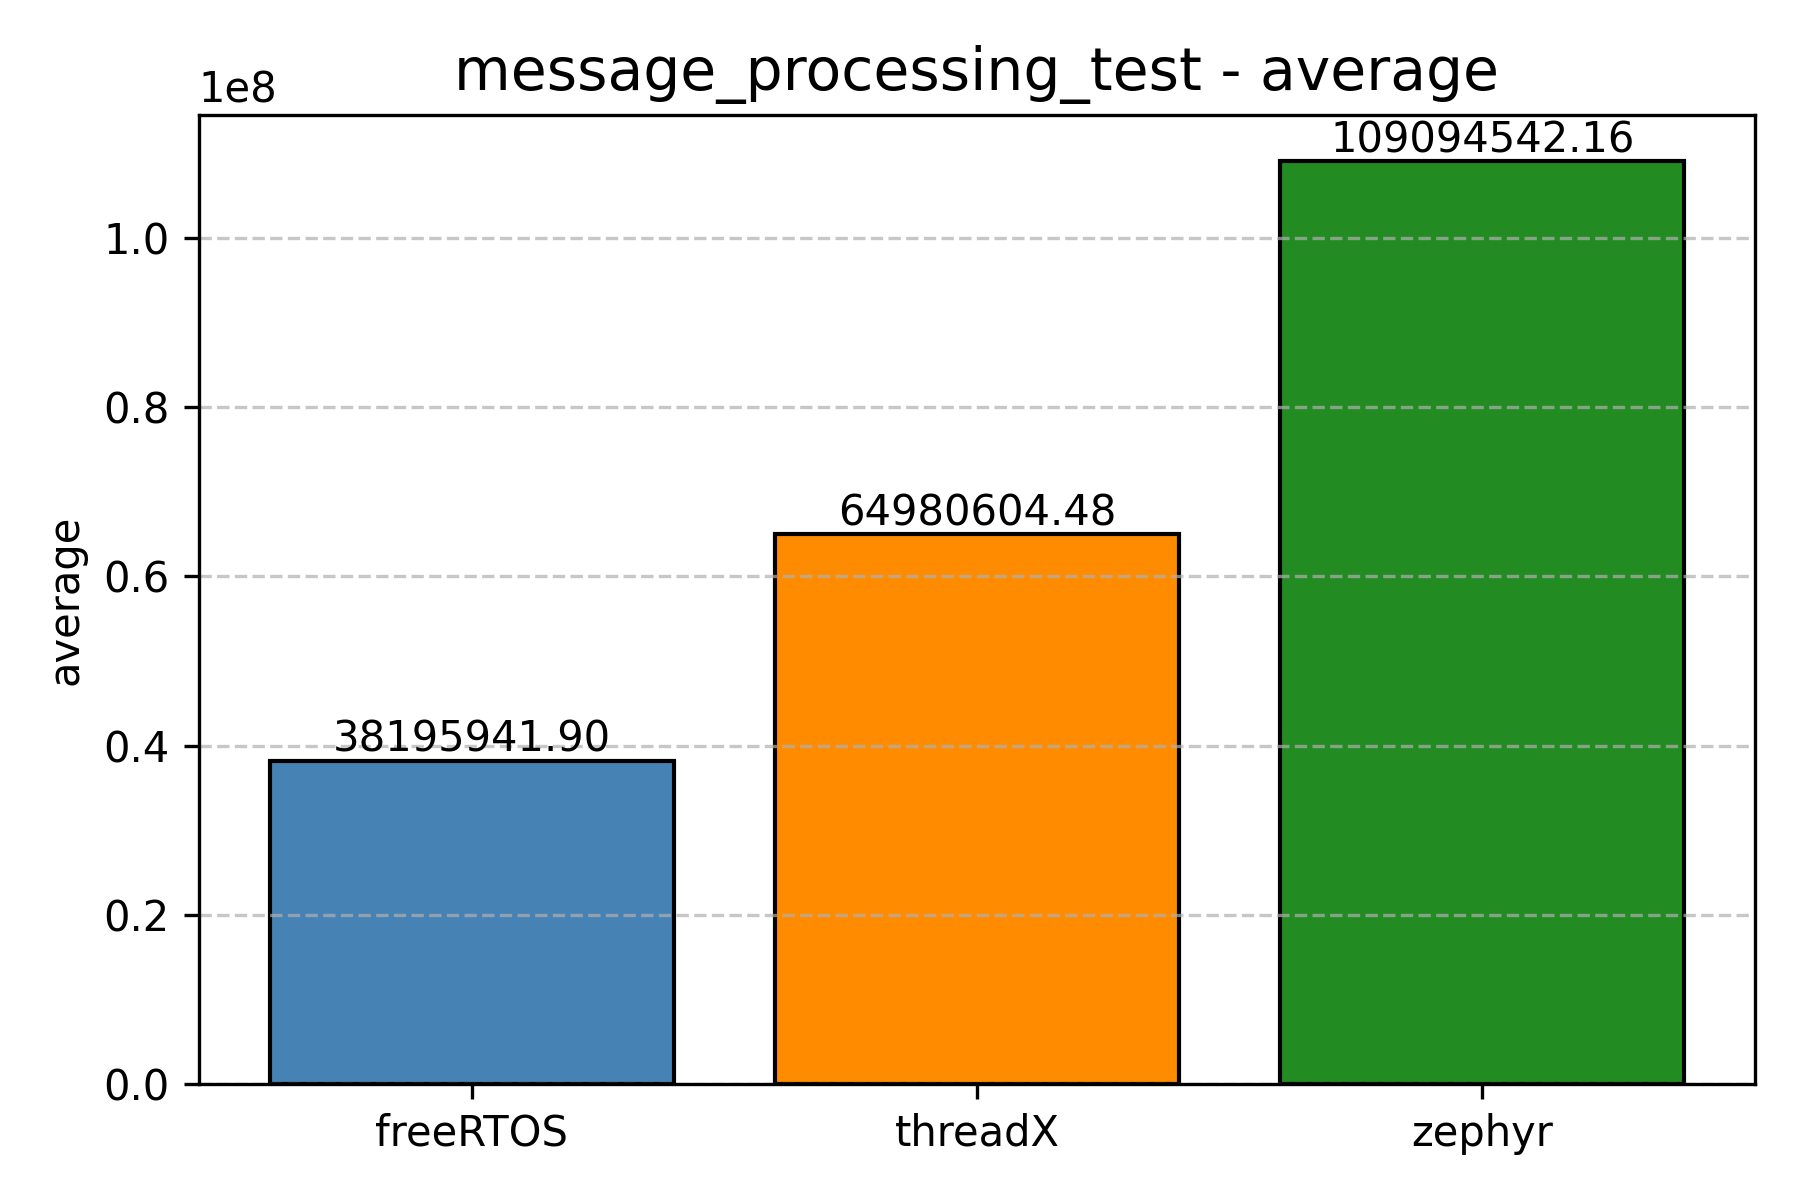 message_processing_test - average
1e8
109094542.16
64980604.48
38195941.90
1.0
0.8
0.6
0.4
0.2
0.0
average
freeRTOS
threadX
zephyr